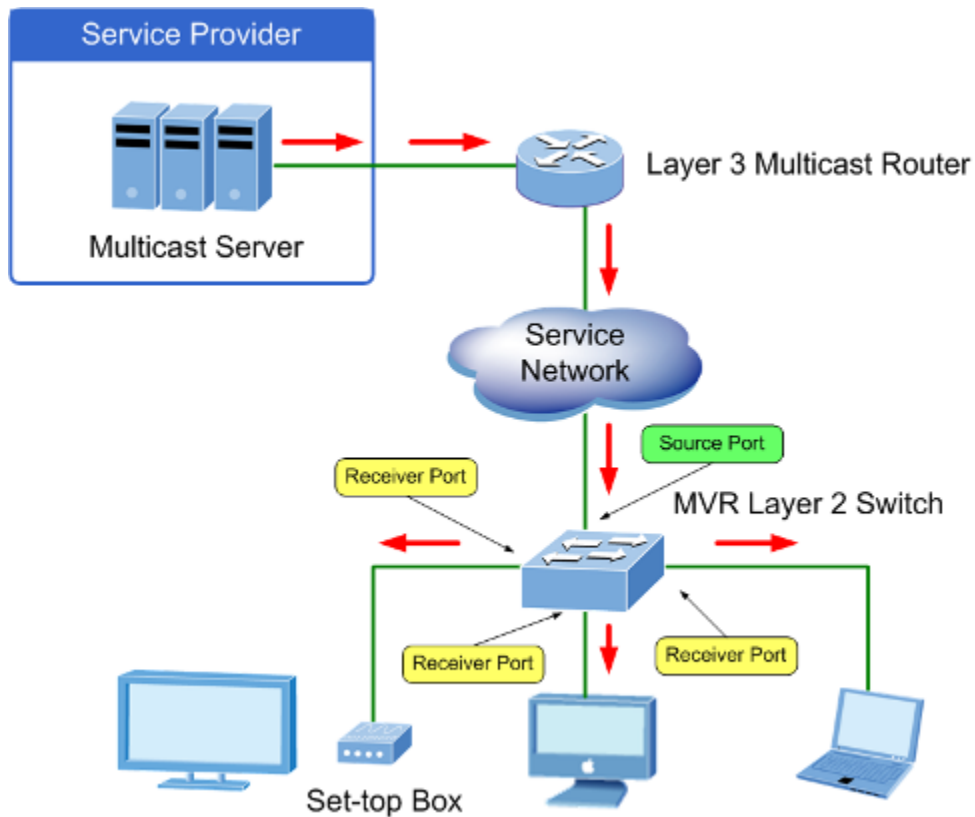 Service Provider
Multicast Server
Layer 3 Multicast Router
Service
Network
Source Port
Receiver Port
MVR Layer 2 Switch
Receiver Port
Receiver Port
Set-top Box